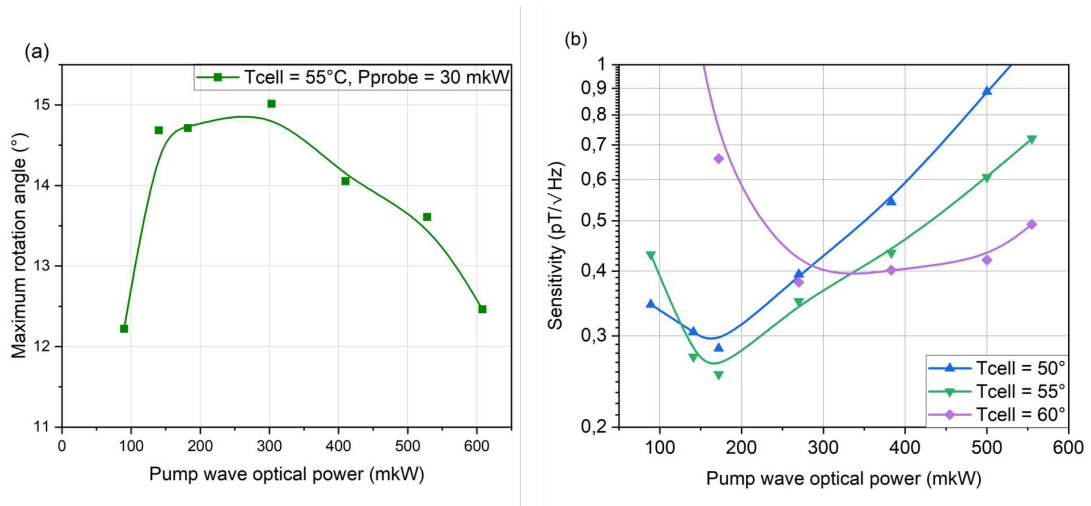 (a)
Tcell = 55°C, Pprobe = 30 mkW
Maximum rotation angle (°)
15
14
13
12
11
0
100
200
300
400
500
600
Pump wave optical power (mkW)
(b)
Sensitivity (pT/√Hz)
1
0,9
0,8
0,7
0,6
0,5
0,4
0,3
0,2
Tcell = 50°
Tcell = 55°
Tcell = 60°
100
200
300
400
500
600
Pump wave optical power (mkW)